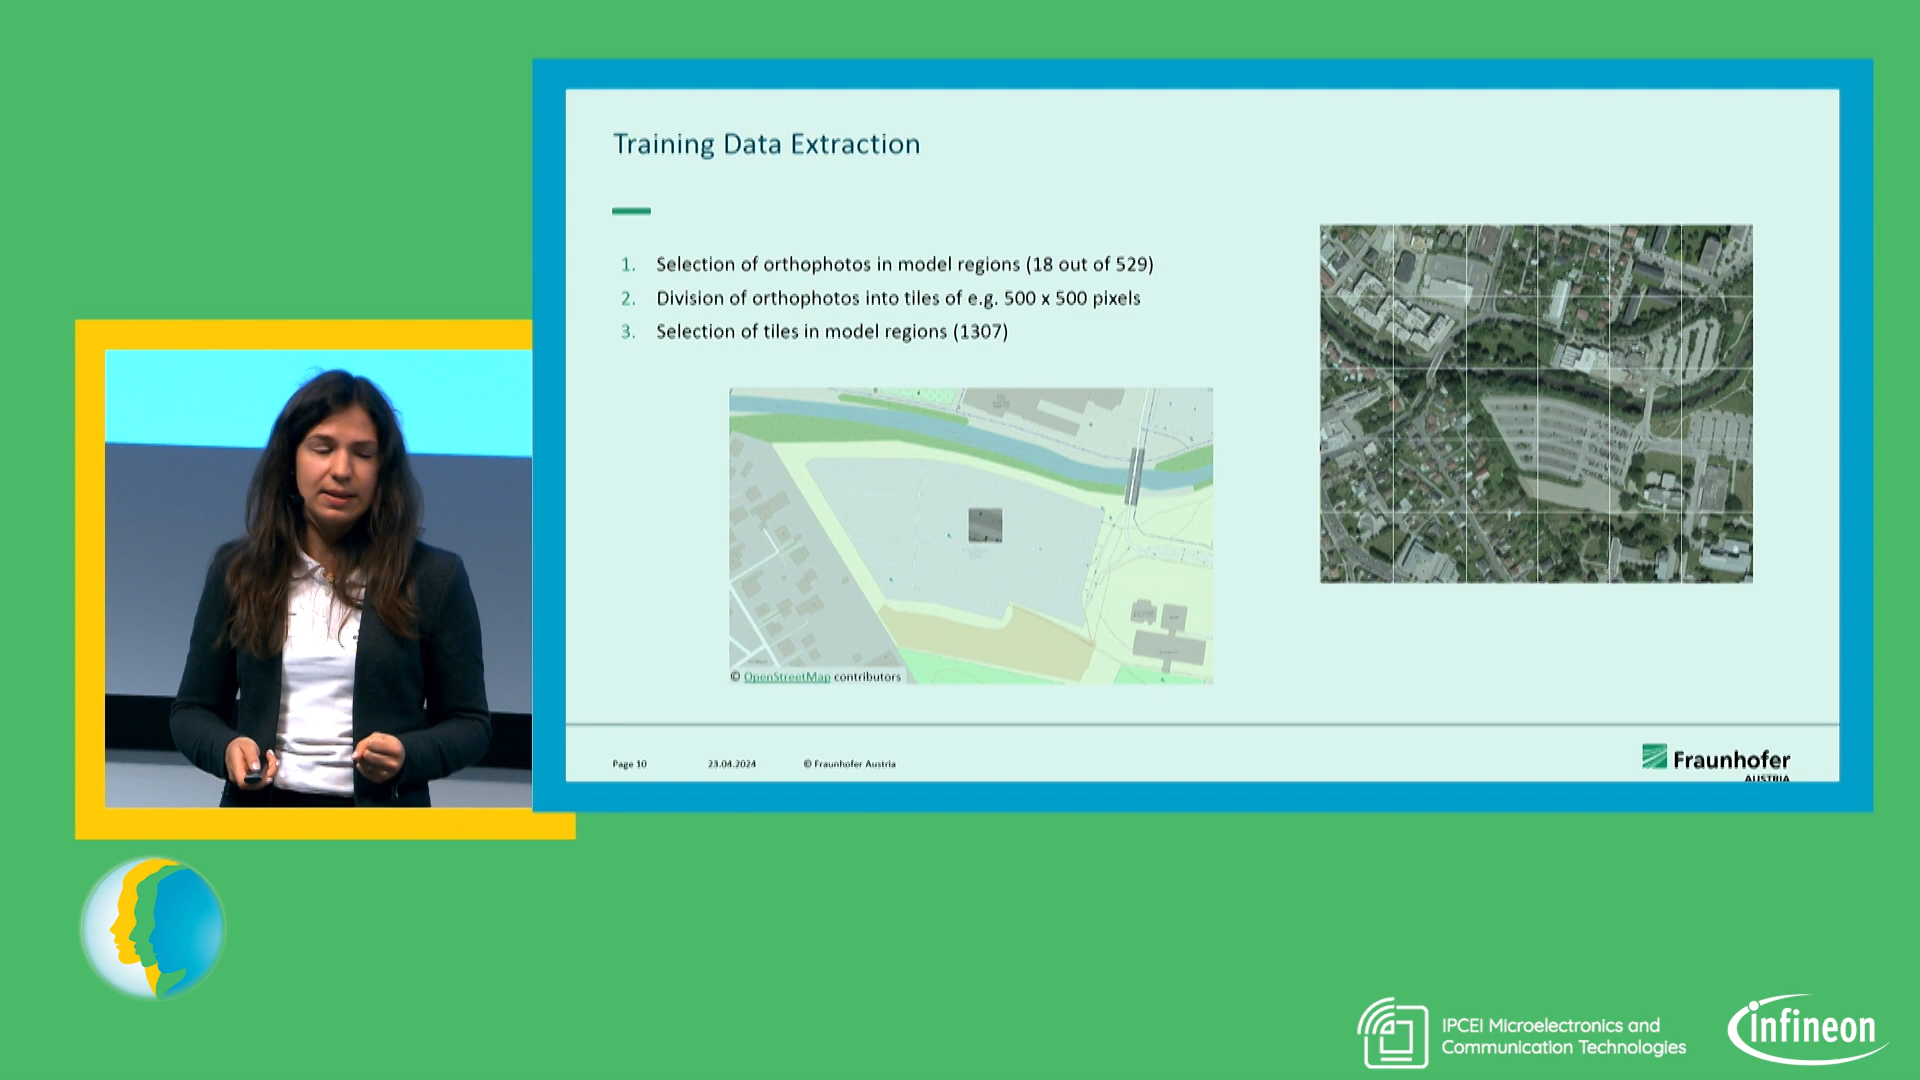 Training Data Extraction
1. Selection of orthophotos in model regions (18 out of 529)
2. Division of orthophotos into tiles of e.g. 500 x 500 pixels
3. Selection of tiles in model regions (1307)
© OpenStreetMap contributors
Page 10 23.04.2024 © Fraunhofer Austria
Fraunhofer
AUSTRIA
IPCEI Microelectronics and
Communication Technologies
infineon